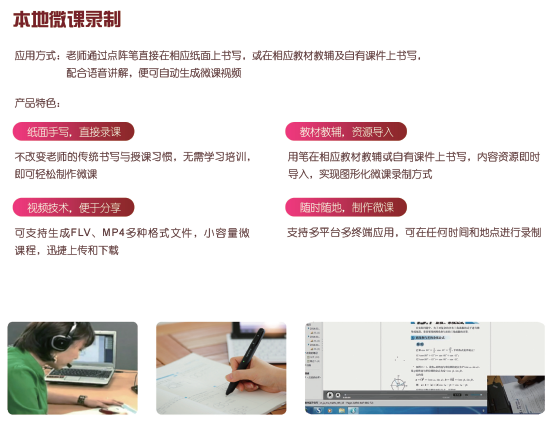 本地微课录制
应用方式：老师通过点阵笔直接在相应纸面上书写，或在相应教材教辅及自有课件上书写，
配合语音讲解，便可自动生成微课视频
产品特色：
纸面手写，直接录课
教材教辅，资源导入
不改变老师的传统书写与授课习惯，无需学习培训，
即可轻松制作微课
用笔在相应教材教辅或自有课件上书写，内容资源即时
导入，实现图形化微课录制方式
视频技术，便于分享
随时随地，制作微课
可支持生成FLV、MP4多种格式文件，小容量微
课程，迅捷上传和下载
支持多平台多终端应用，可在任何时间和地点进行录制